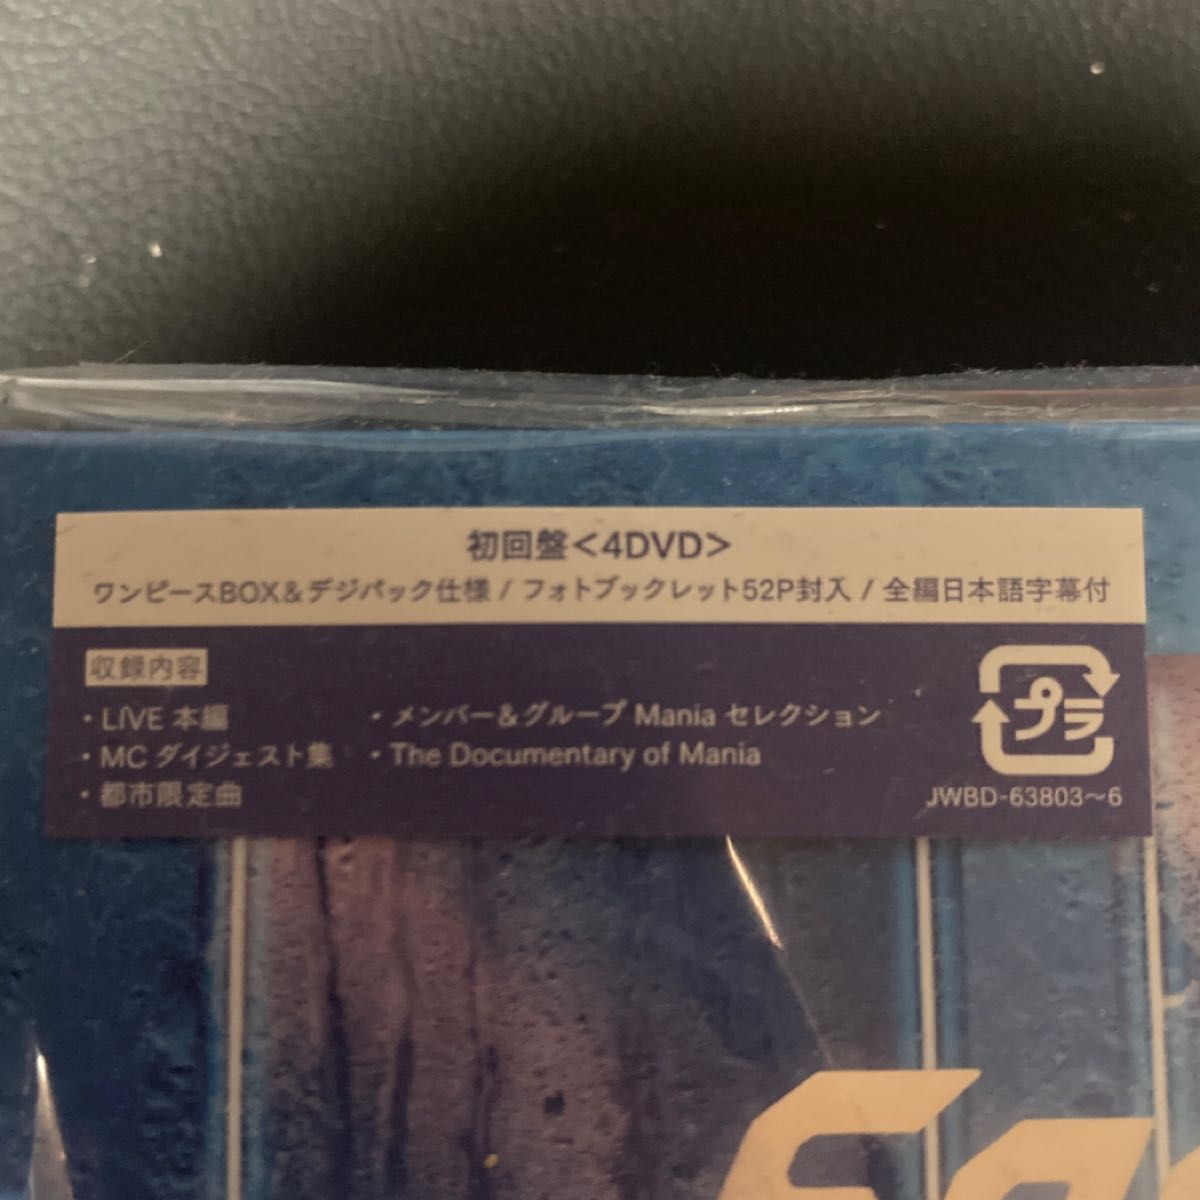 初回盤<4DVD>
ワンピースBOX&デジパック仕様 / フォトブックレット52P封入 / 全編日本語字幕付
収録内容
・LIVE 本編
・MC ダイジェスト集
・都市限定曲
・メンバー&グループ Mania セレクション
・The Documentary of Mania
プラ
JWBD-63803~6